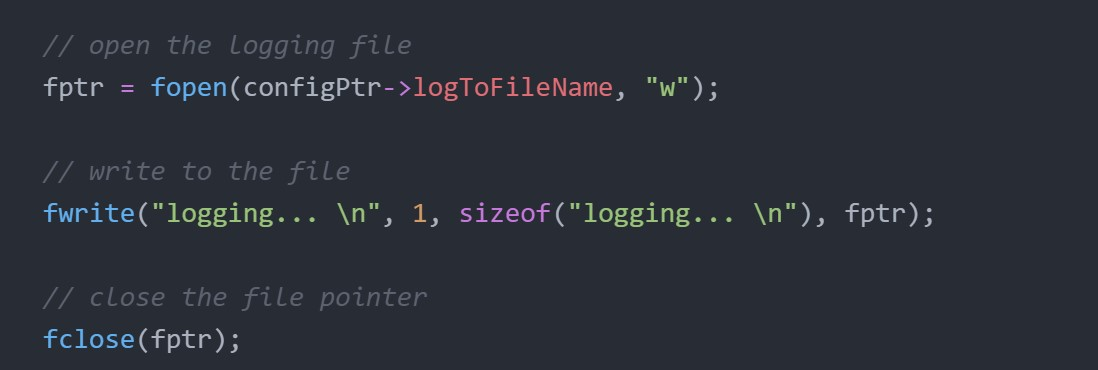 // open the logging file
fptr = fopen(configPtr->logToFileName, "w");
// write to the file
fwrite("logging... \n", 1, sizeof("logging... \n"), fptr);
// close the file pointer
fclose(fptr);